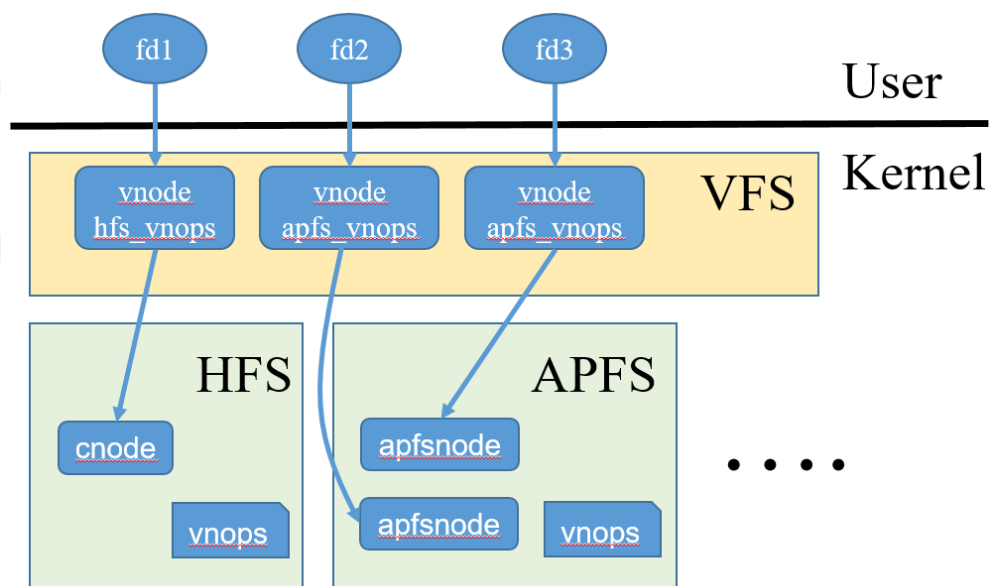 fd1
fd2
fd3
User
Kernel
VFS
vnode
hfs_vnops
vnode
apfs_vnops
vnode
apfs_vnops
HFS
APFS
cnode
apfsnode
vnops
apfsnode
vnops